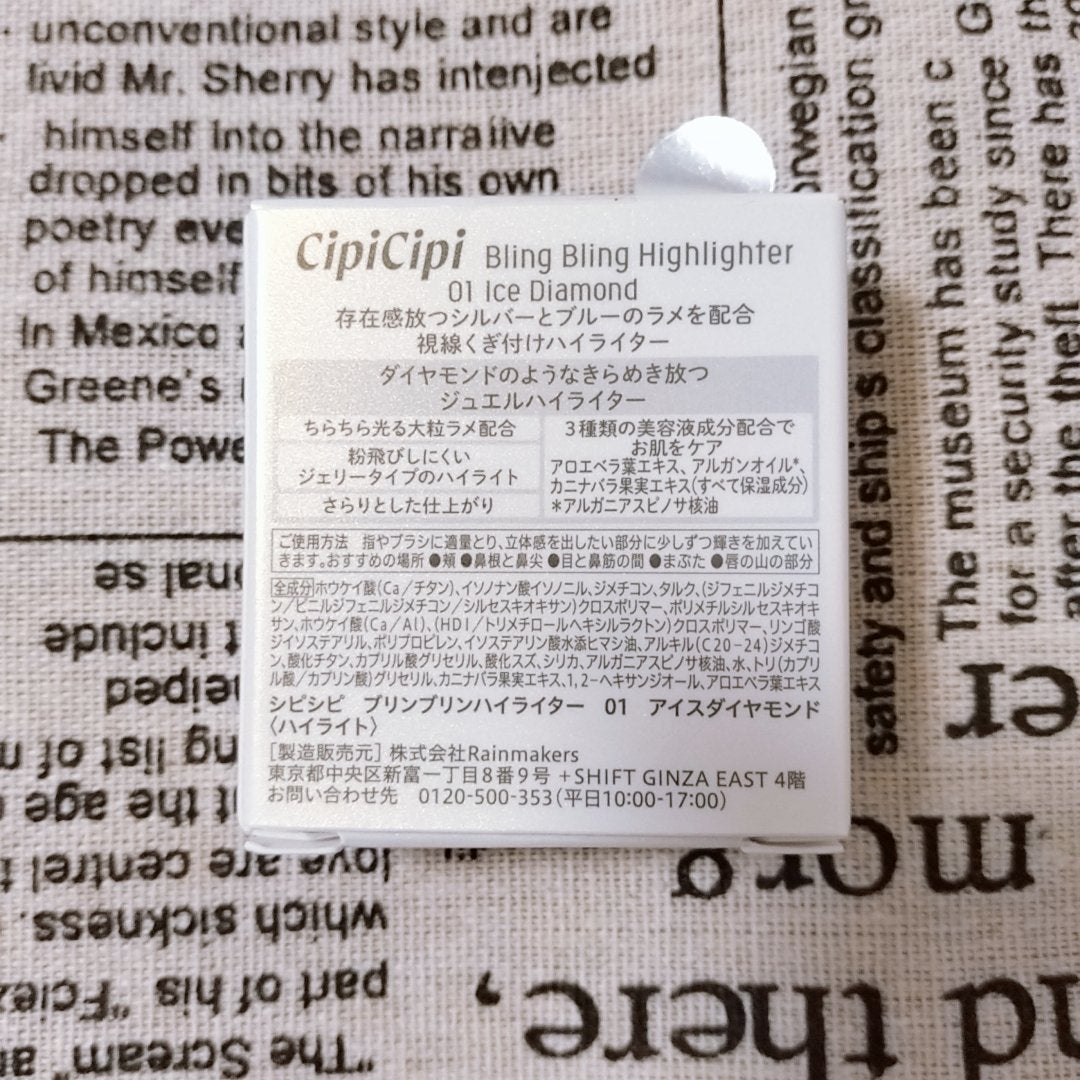 unconventional style and are
livid Mr. Sherry has intenjected
himself into the narraiive
dropped in bits of his own
poetry eve
of himself
In Mexico
Greene's
The Powe
CipiCipi Bling Bling Highlighter
01 Ice Diamond
存在感放つシルバーとブルーのラメを配合
視線くぎ付けハイライター
ダイヤモンドのようなきらめき放つ
ジュエルハイライター
ちらちら光る大粒ラメ配合
粉飛びしにくい
ジェリータイプのハイライト
さらりとした仕上がり
3種類の美容液成分配合で
お肌をケア
アロエベラ葉エキス、アルガンオイル*、
カニナバラ果実エキス(すべて保湿成分)
*アルガニアスピノサ核油
ご使用方法 指やブラシに適量とり、立体感を出したい部分に少しずつ輝きを加えてい
きます。おすすめの場所 ●頬 ●鼻根と鼻尖 ●目と鼻筋の間 ●まぶた ●唇の山の部分
全成分 ホウケイ酸(Ca/チタン)、イソノナン酸イソノニル、ジメチコン、タルク、(ジフェニルジメチコ
ン/ビニルジフェニルジメチコン/シルセスキオキサン)クロスポリマー、ポリメチルシルセスキオキ
サン、ホウケイ酸(Ca/Al)、(HDI/トリメチロールヘキシルラクトン)クロスポリマー、リンゴ酸
ジイソステアリル、ポリプロピレン、イソステアリン酸水添ヒマシ油、アルキル(C20-24)ジメチコ
ン、酸化チタン、カプリル酸グリセリル、酸化スズ、シリカ、アルガニアスピノサ核油、水、トリ(カプリ
ル酸/カプリン酸)グリセリル、カニナバラ果実エキス、1,2-ヘキサンジオール、アロエベラ葉エキス
シピシピ ブリンブリンハイライター 01 アイスダイヤモンド
〈ハイライト〉
[製造販売元] 株式会社Rainmakers
東京都中央区新富一丁目8番9号 +SHIFT GINZA EAST 4階
お問い合わせ先 0120-500-353(平日10:00-17:00)
orwegian
safety and ship's classification gr
The museum has been c
for a security study since G
after the theft. There has th
er
more
nd there,
onal se
t includi
helped
ng list of m
t the age o
love are centrel t
which sickness.
part of his "Fciez
"The Scream" an